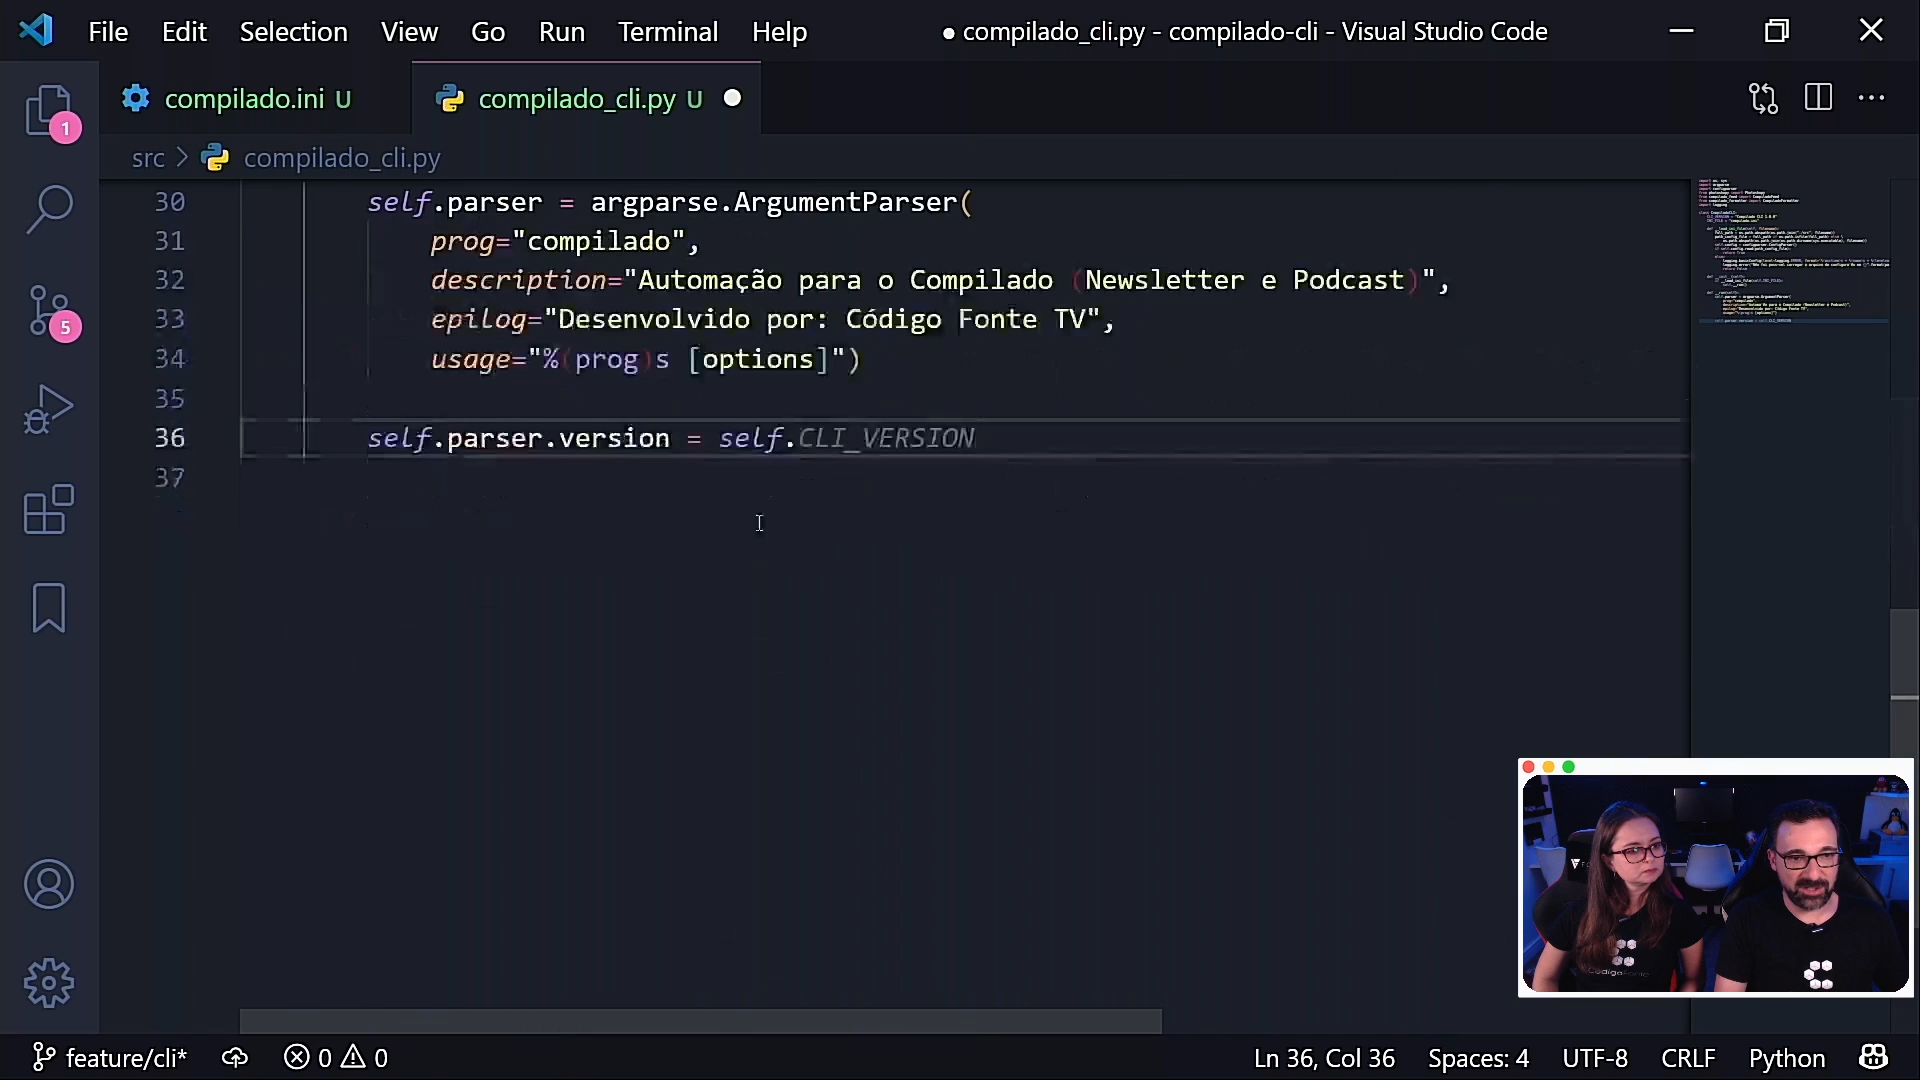 File Edit Selection View Go Run Terminal Help
● compilado_cli.py - compilado-cli - Visual Studio Code
compilado.ini U
compilado_cli.py U
src > compilado_cli.py
1
5
30 self.parser = argparse.ArgumentParser(
31 prog="compilado",
32 description="Automação para o Compilado (Newsletter e Podcast)",
33 epilog="Desenvolvido por: Código Fonte TV",
34 usage="%(prog)s [options]")
35
36 self.parser.version = self.CLI_VERSION
37
feature/cli* 0 0
Ln 36, Col 36 Spaces: 4 UTF-8 CRLF Python